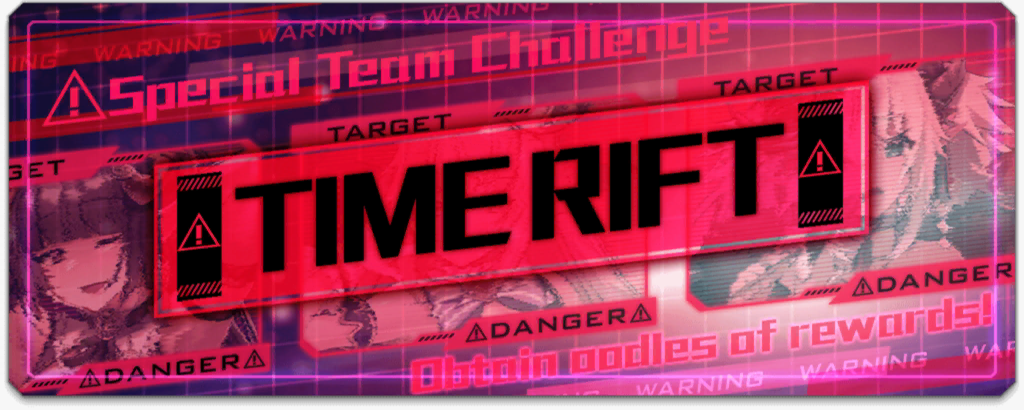 WARNING WARNING WARNING
Special Team Challenge
TARGET
TARGET
TIME RIFT
DANGER
DANGER
DANGER
Obtain oodles of rewards!
WARNING WARNING